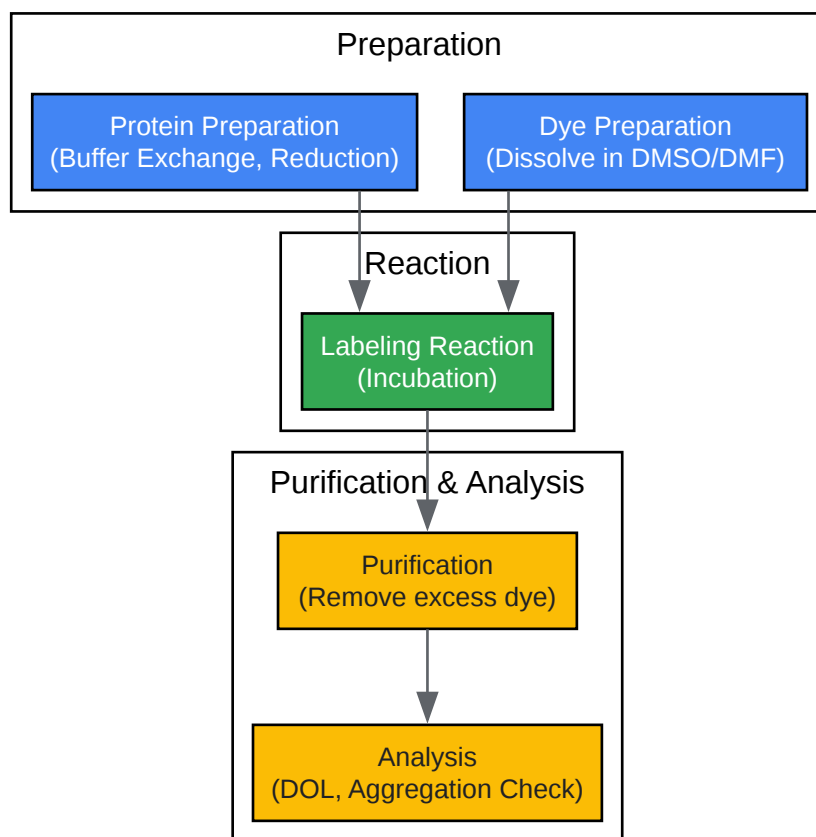 Preparation
Protein Preparation
(Buffer Exchange, Reduction)
Dye Preparation
(Dissolve in DMSO/DMF)
Reaction
Labeling Reaction
(Incubation)
Purification & Analysis
Purification
(Remove excess dye)
Analysis
(DOL, Aggregation Check)